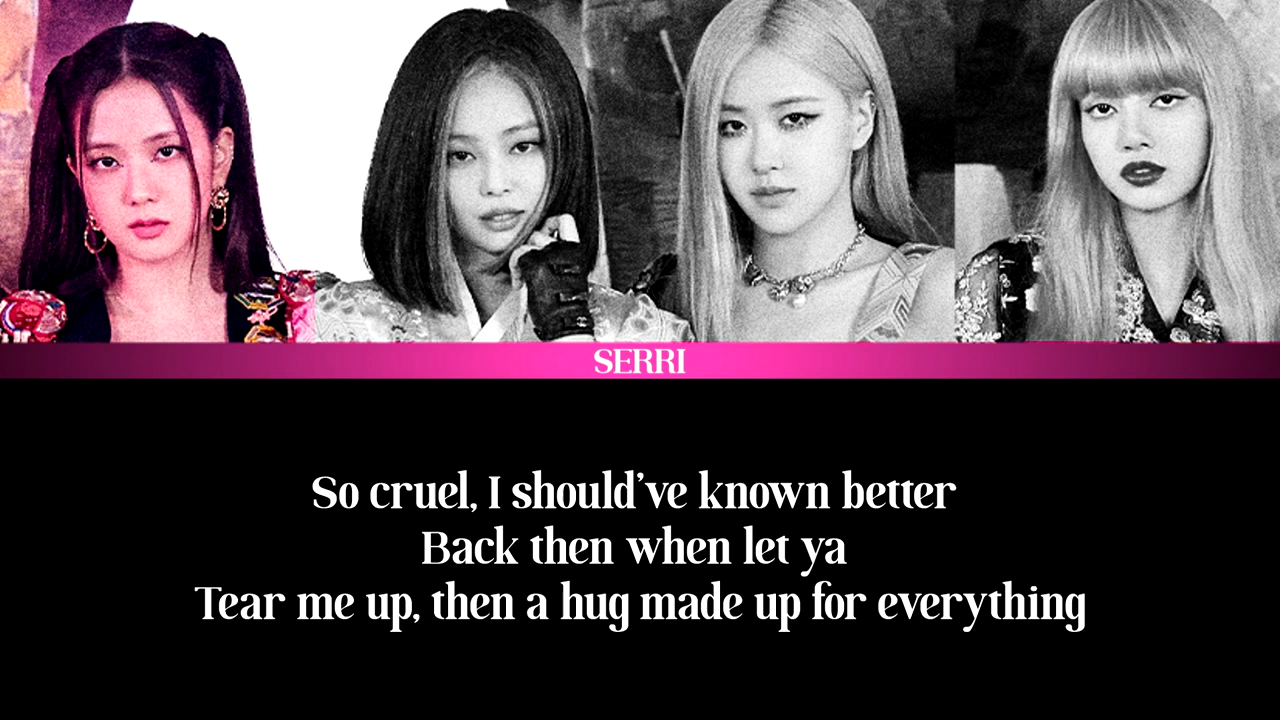 SERRI
So cruel, I should've known better
Back then when let ya
Tear me up, then a hug made up for everything